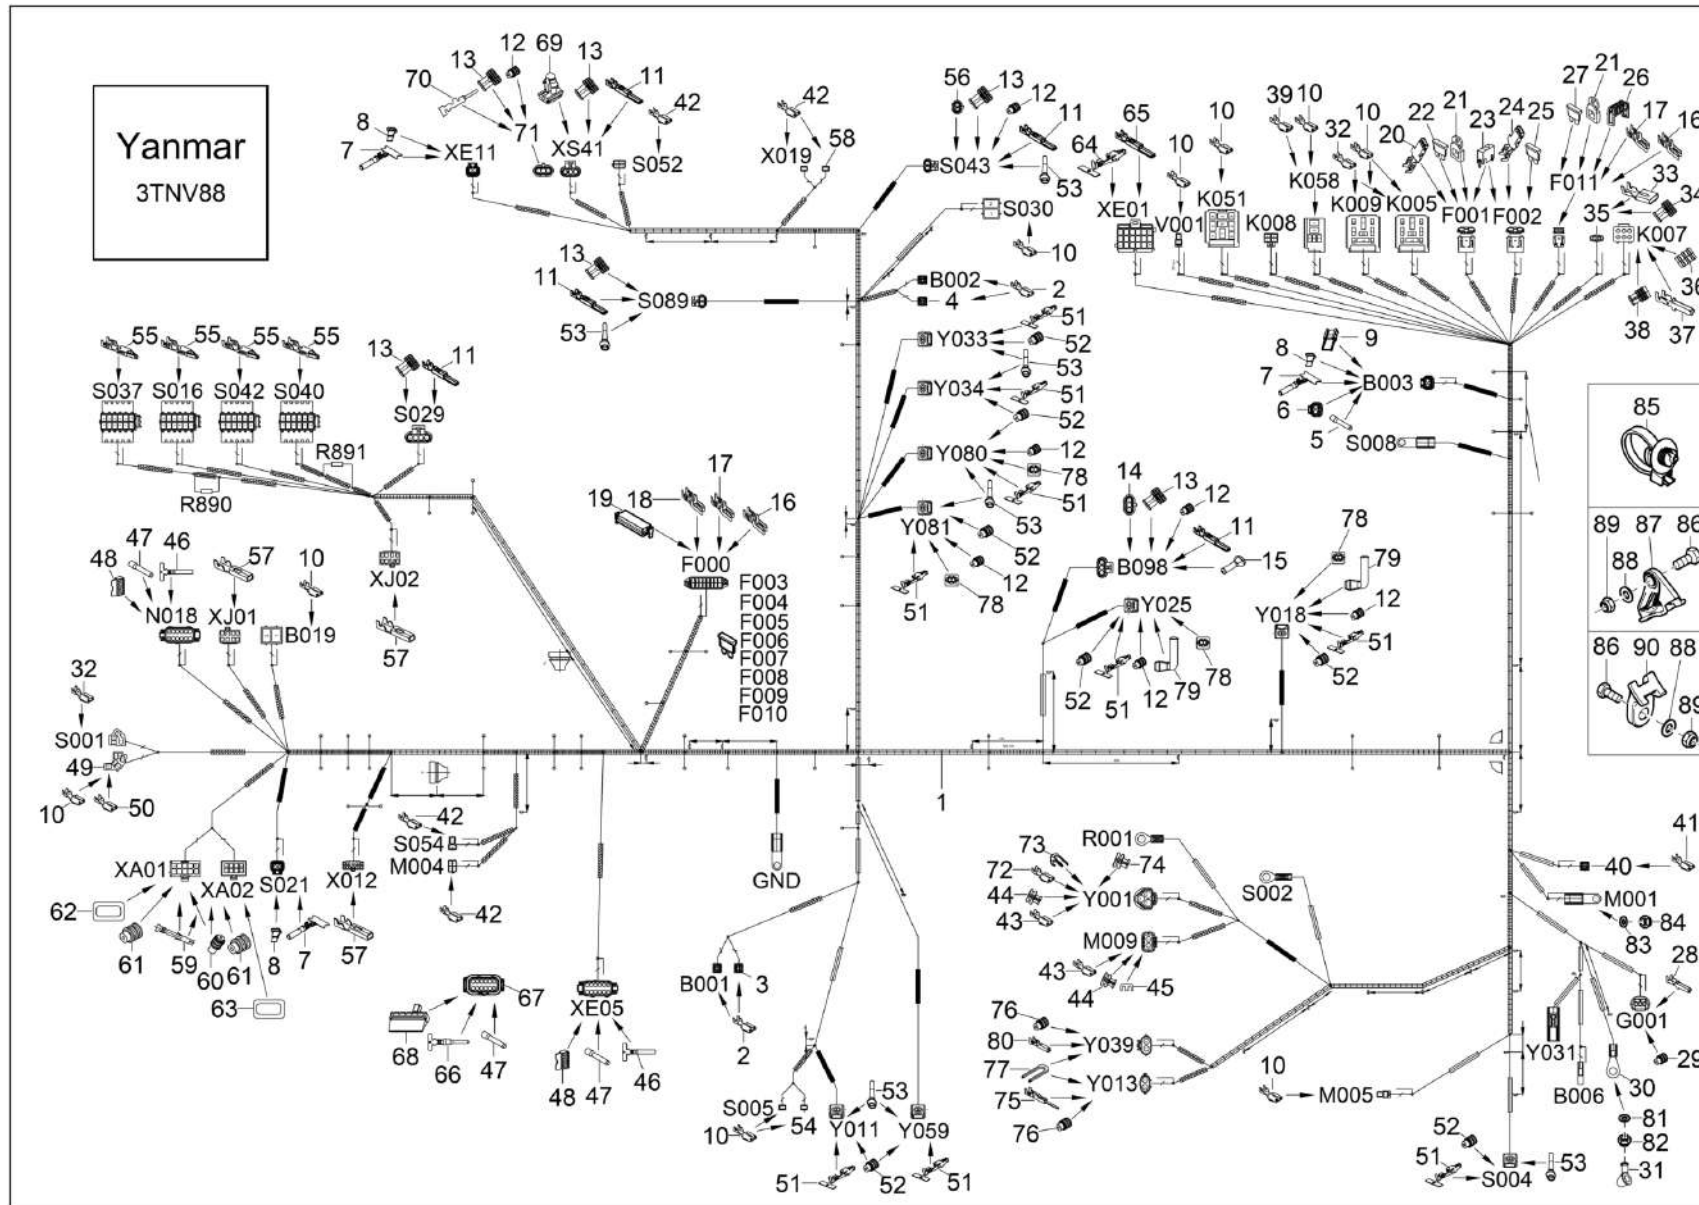 Yanmar
3TNV88
13 12 69 13
70 11 42 42
8 71 58
7 XE11 XS41 S052 X019
56 13 12
11
S043
53
S030
10
65 10 10 39 10 10 21 27 21 26 17 16
64 32 20 22 23 24 25
XE01 V001 K051 K008 K058 K009 K005 F001 F002 F011
33
34
35
K007
36
37
38
13
11 S089
53
B002 2
4
Y033 51
52
53
Y034 51
52
Y080 12
78
51
53
Y081 52
12
51 78
9
8
7 B003
6
5
S008
55 55 55 55
S037 S016 S042 S040
13 11
S029
R891
R890
XJ02
57
17
19 18 16
F000
F003
F004
F005
F006
F007
F008
F009
F010
14 13 12
11
B098 15
Y025
52 51 12 79 78
78
79
Y018 12
51
52
85
89 87 86
88
86 90 88
89
47 46 57
48 10
N018 XJ01 B019
32
S001
49
10 50
XA01 XA02 S021 X012
62
61 59 60 61 8 7 57
63
42
S054
M004
42
GND
1
67
68 66 47
XE05
48 47 46
B001 3
2
S005
10 54
53
Y011 Y059
51 52 51
R001
73 74
72
44 Y001
43
S002
M009
43 44 45
76
80 Y039
77
75 Y013
76
10
M005
41
40
M001
84
83
28
G001
29
Y031 B006 30
81
82
31
52
51 S004 53